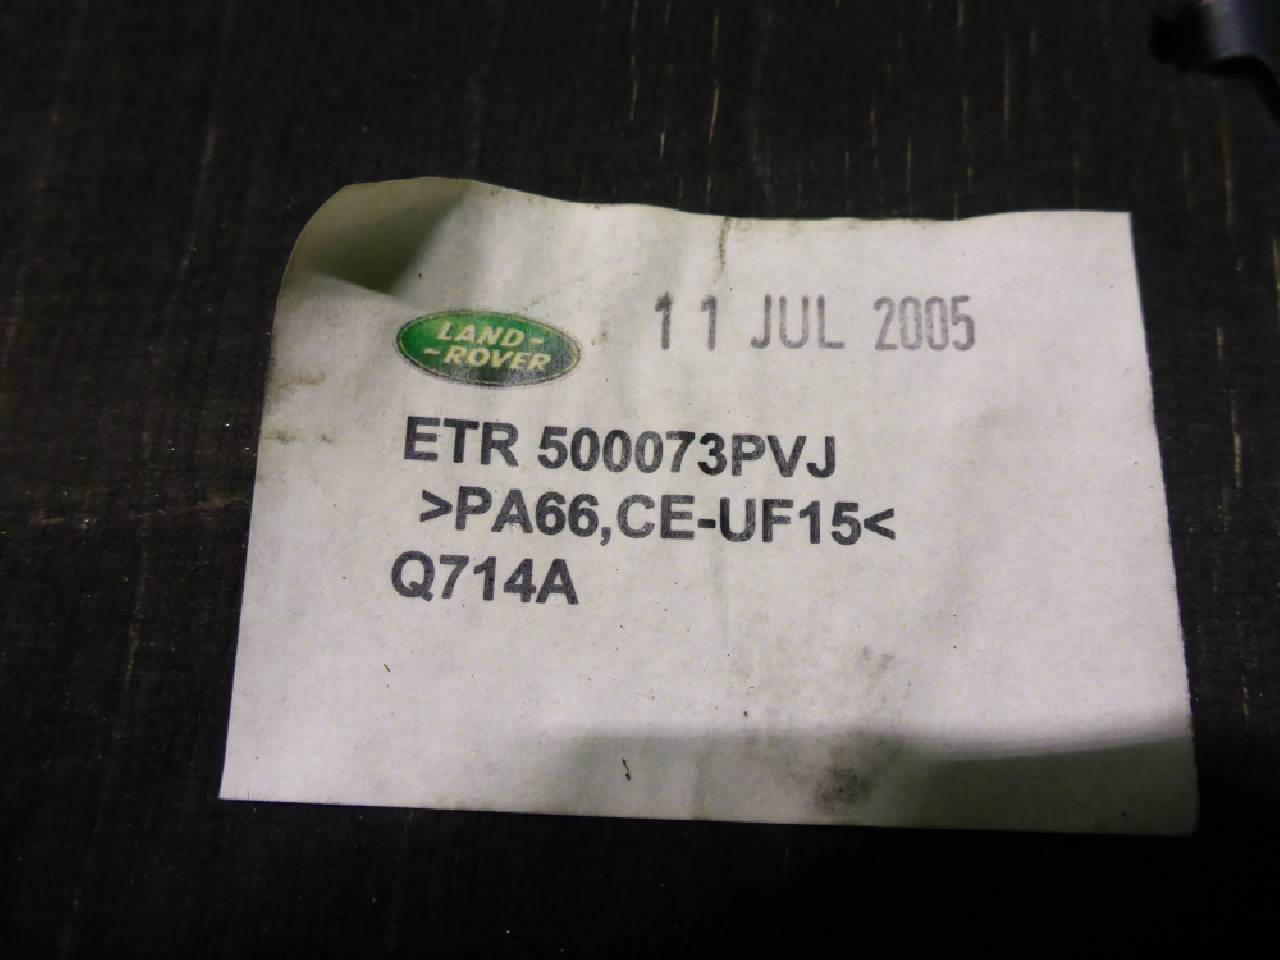 LAND-
-ROVER
11 JUL 2005
ETR 500073PVJ
>PA66,CE-UF15<
Q714A